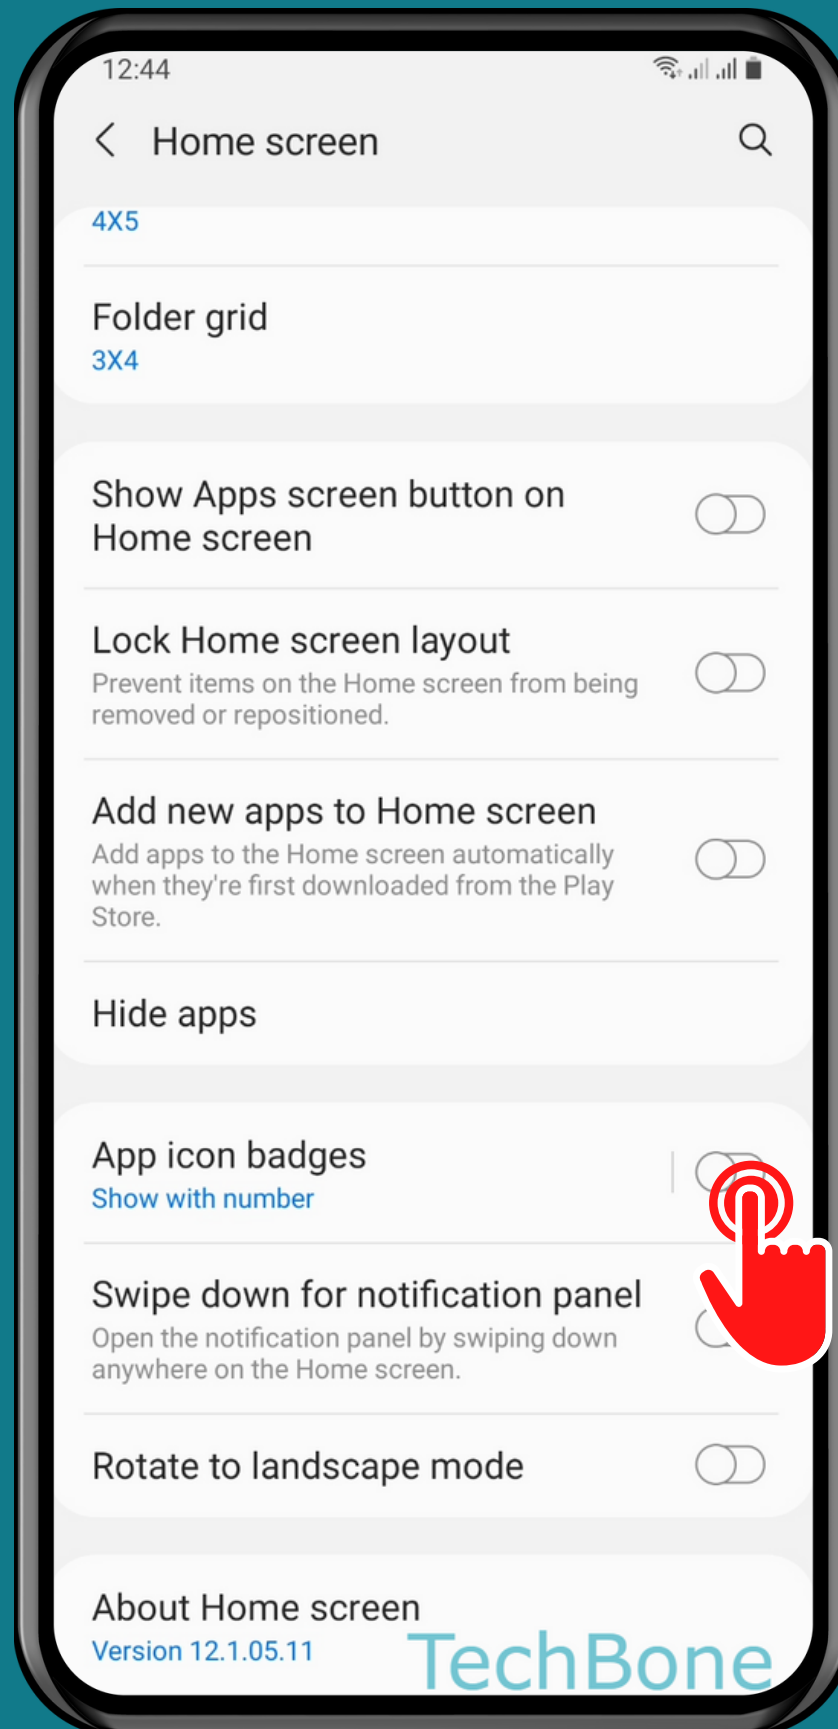 12:44
Home screen
4X5
Folder grid
3X4
Show Apps screen button on
Home screen
Lock Home screen layout
Prevent items on the Home screen from being
removed or repositioned.
Add new apps to Home screen
Add apps to the Home screen automatically
when they're first downloaded from the Play
Store.
Hide apps
App icon badges
Show with number
Swipe down for notification panel
Open the notification panel by swiping down
anywhere on the Home screen.
Rotate to landscape mode
About Home screen
Version 12.1.05.11
TechBone